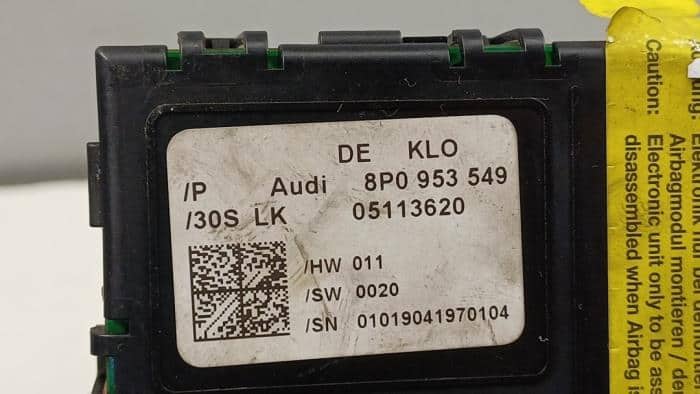 DE KLO
/P Audi 8P0 953 549
/30S LK 05113620
/HW 011
/SW 0020
/SN 01019041970104
Airbagmodul montieren /
Caution: Electronic unit only to be
disassembled when Airbag